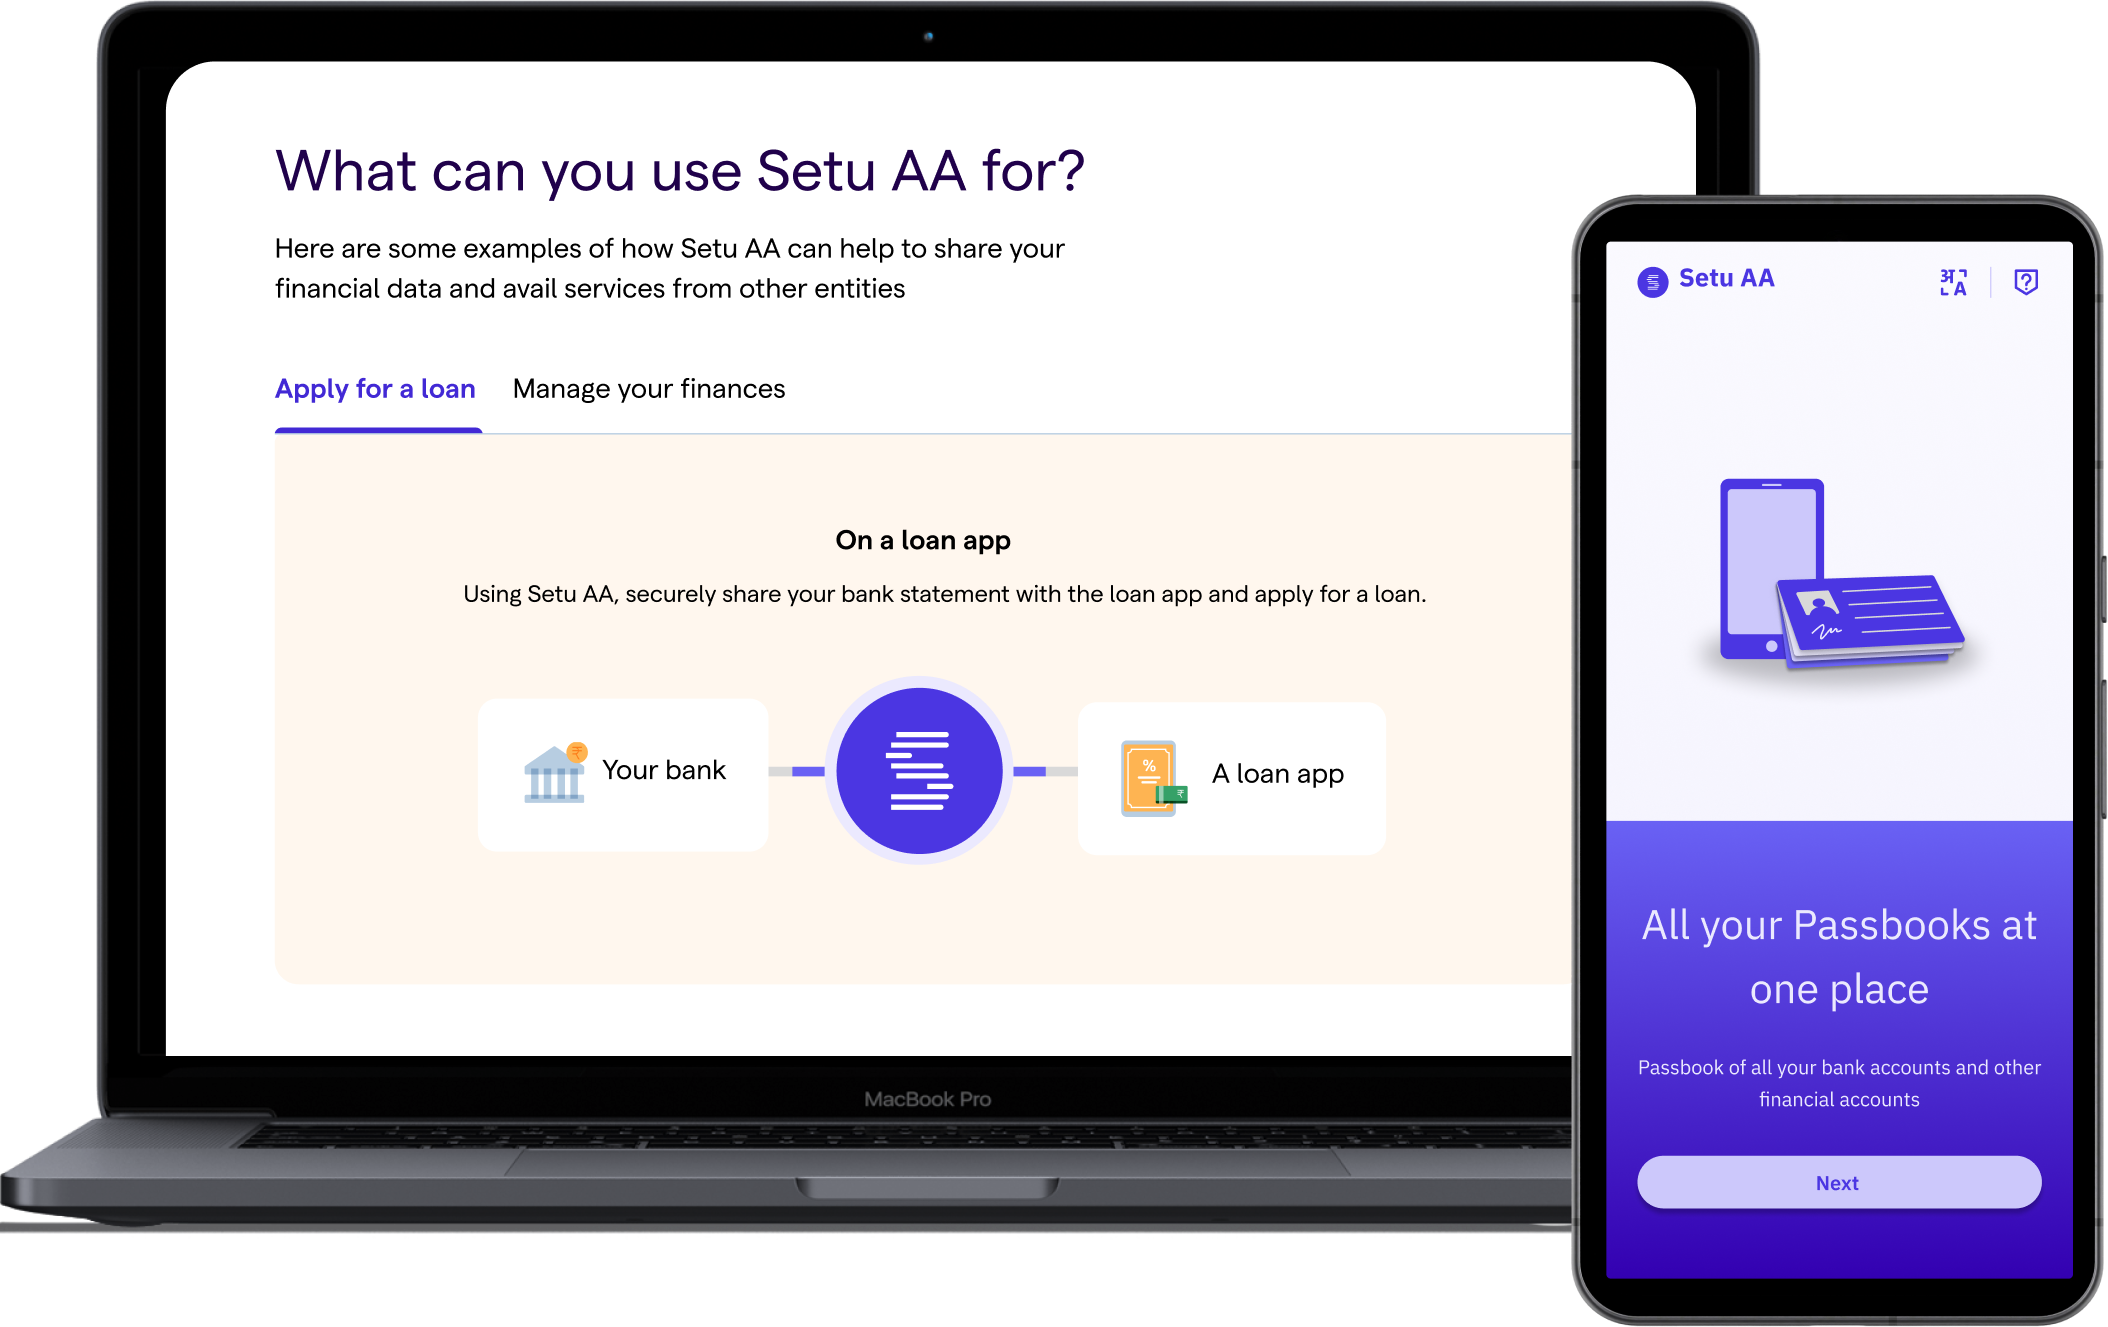 What can you use Setu AA for?
Here are some examples of how Setu AA can help to share your
financial data and avail services from other entities
Apply for a loan
Manage your finances
On a loan app
Using Setu AA, securely share your bank statement with the loan app and apply for a loan.
₹
Your bank
%
₹
A loan app
MacBook Pro
Setu AA
अ
A
?
All your Passbooks at
one place
Passbook of all your bank accounts and other
financial accounts
Next